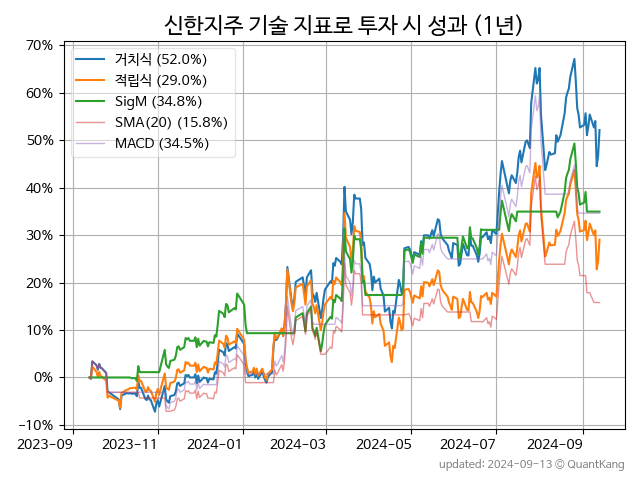 신한지주 기술 지표로 투자 시 성과 (1년)
70%
60%
50%
40%
30%
20%
10%
0%
−10%
거치식 (52.0%)
적립식 (29.0%)
SigM (34.8%)
SMA(20) (15.8%)
MACD (34.5%)
2023-09 2023-11 2024-01 2024-03 2024-05 2024-07 2024-09
updated: 2024-09-13 ⓒ QuantKang